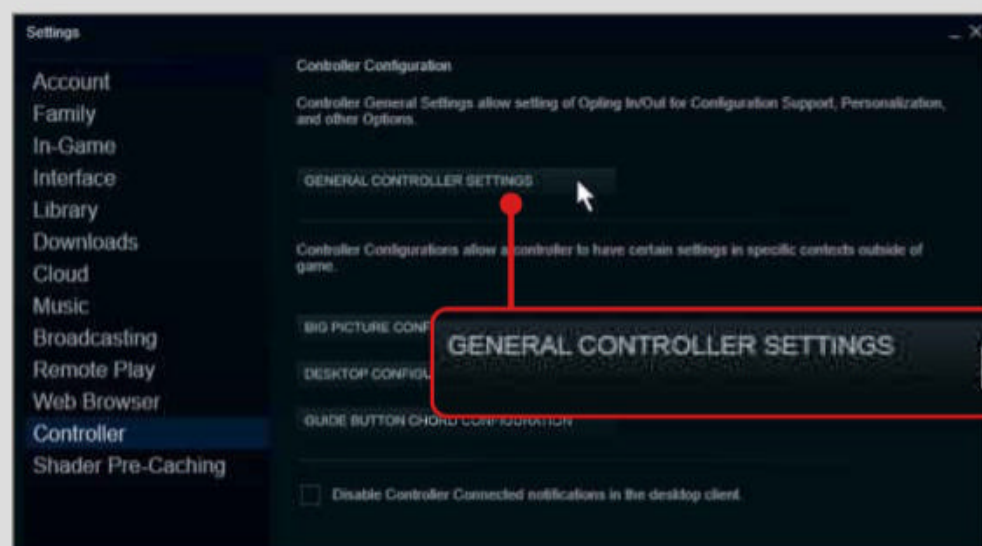 Settings
Account
Family
In-Game
Interface
Library
Downloads
Cloud
Music
Broadcasting
Remote Play
Web Browser
Controller
Shader Pre-Caching
Controller Configuration
Controller General Settings allow setting of Opting In/Out for Configuration Support, Personalization,
and other Options.
GENERAL CONTROLLER SETTINGS
Controller Configurations allow a controller to have certain settings in specific contexts outside of
game.
BIG PICTURE CONF
GENERAL CONTROLLER SETTINGS
DESKTOP CONFIGU
GUIDE BUTTON CHORD CONFIGURATION
Disable Controller Connected notifications in the desktop client.